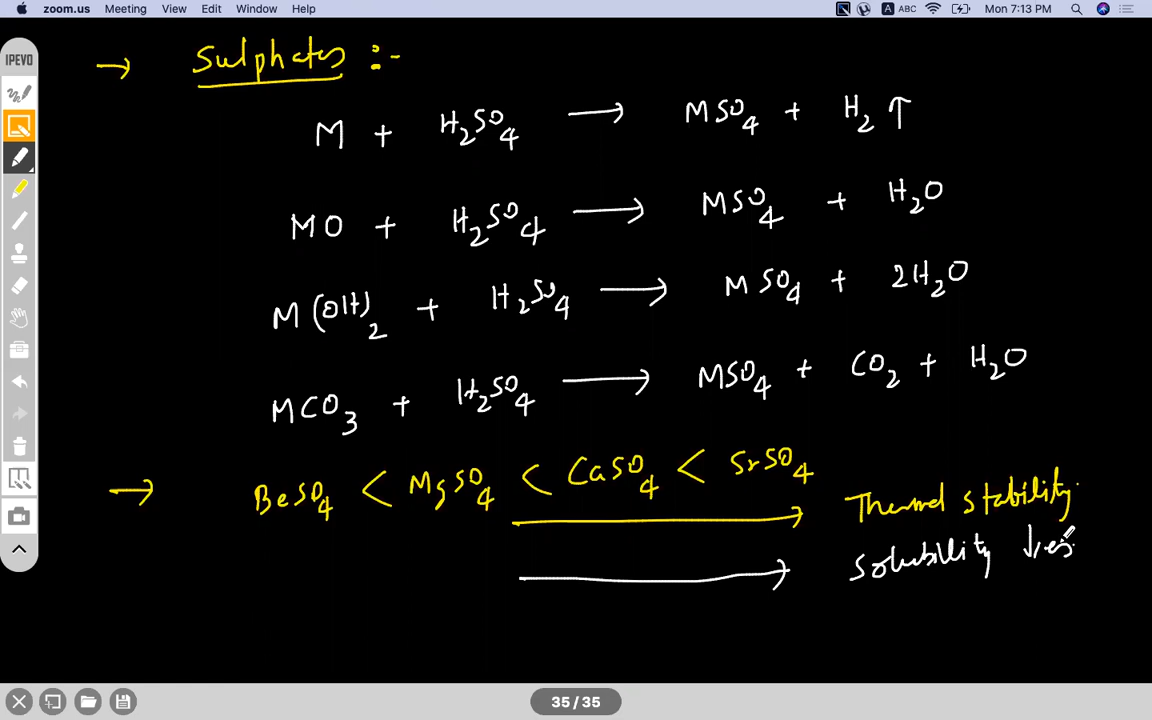 zoom.us Meeting View Edit Window Help A ABC Mon 7:13 PM
IPEVO
→ Sulphates :-
M + H₂SO₄ → MSO₄ + H₂ ↑
MO + H₂SO₄ → MSO₄ + H₂O
M(OH)₂ + H₂SO₄ → MSO₄ + 2H₂O
MCO₃ + H₂SO₄ → MSO₄ + CO₂ + H₂O
→ BeSO₄ < MgSO₄ < CaSO₄ < SrSO₄
→ Thermal stability
→ Solubility ↓es
35 / 35